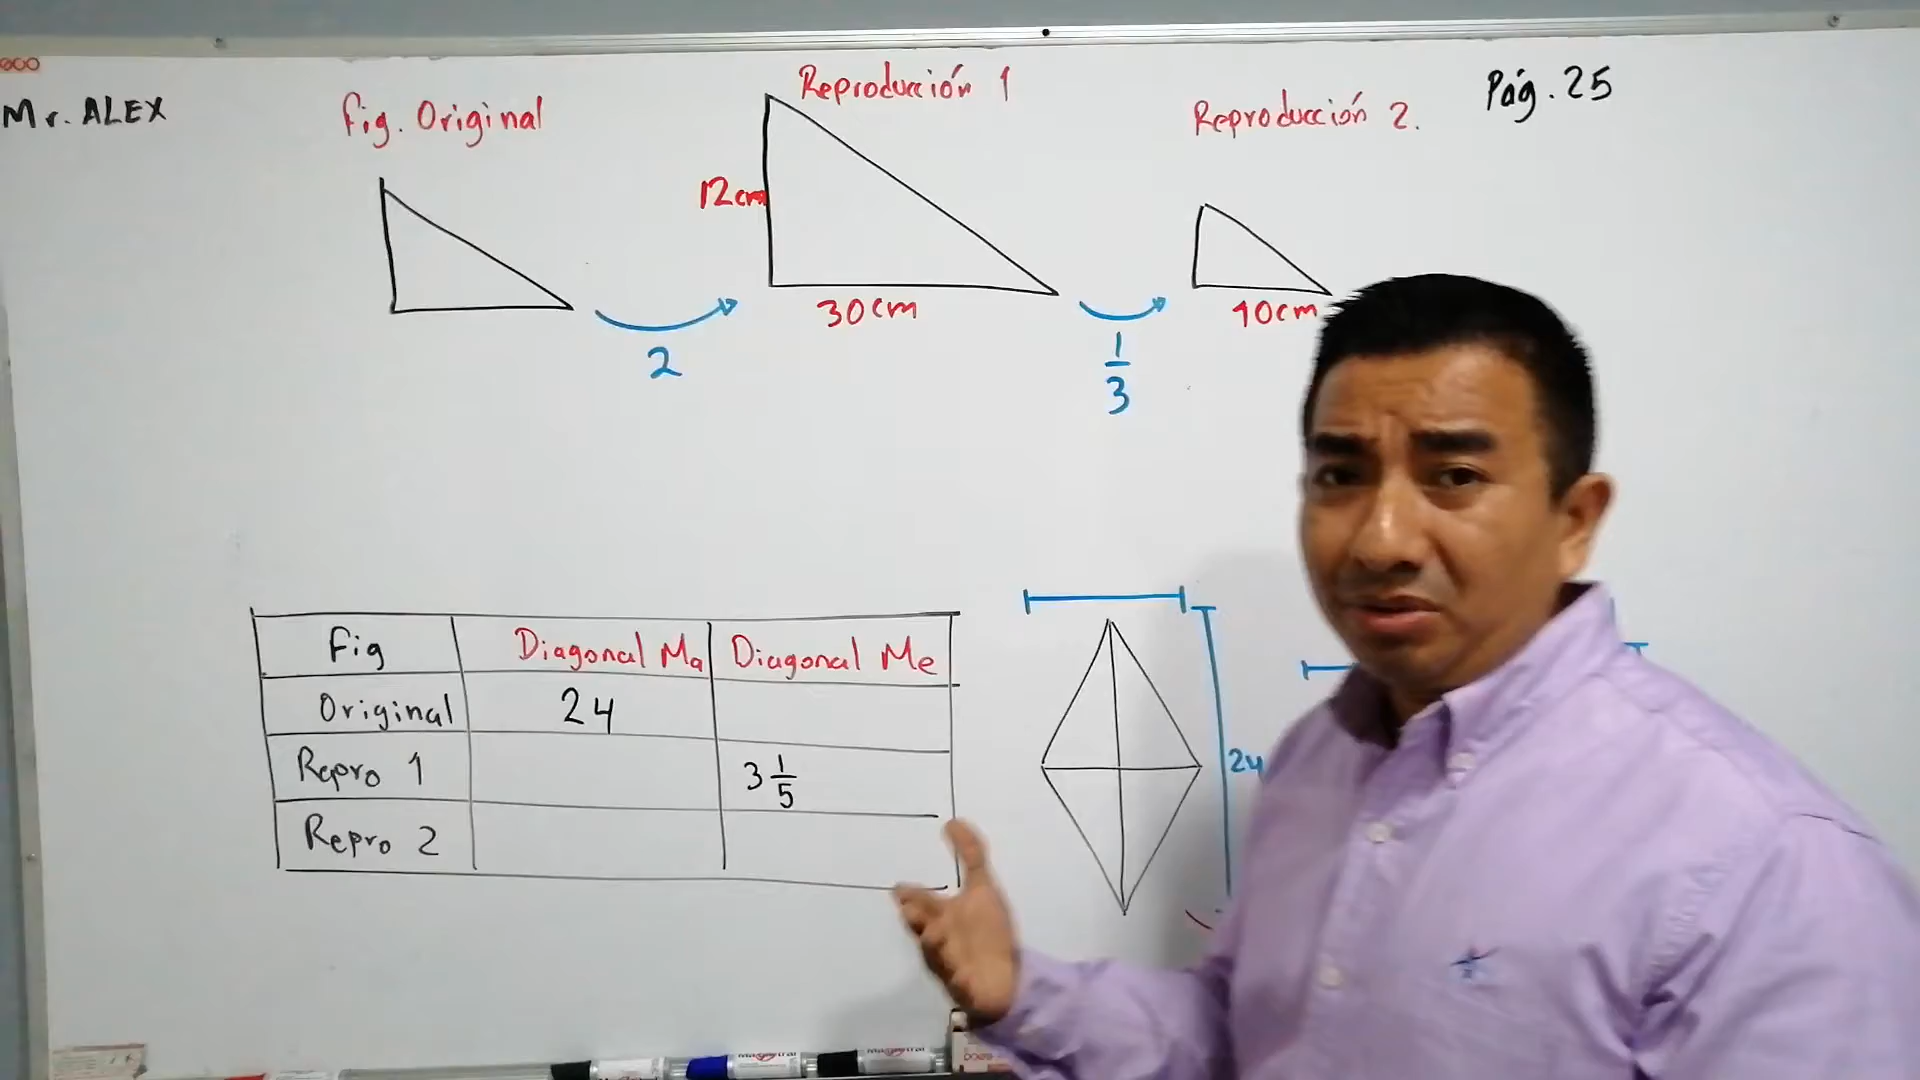 Mr. ALEX
fig. Original
Reproducción 1
Reproducción 2.
Pág. 25
12cm
30cm
10cm
2
1
3
Fig
Diagonal Ma
Diagonal Me
Original
24
Repro 1
3 1/5
Repro 2
24